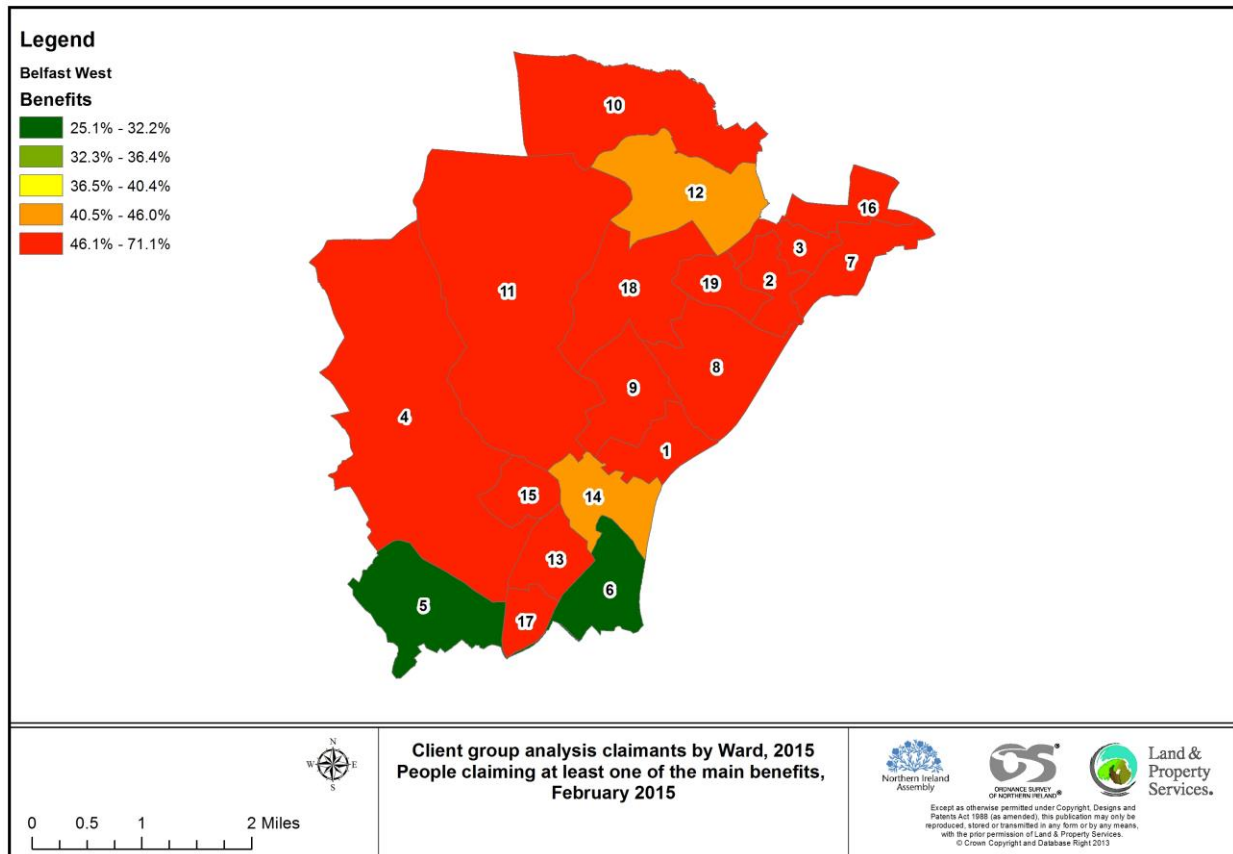 Legend
Belfast West
Benefits
25.1% - 32.2%
32.3% - 36.4%
36.5% - 40.4%
40.5% - 46.0%
46.1% - 71.1%
10
12
16
3
7
2
19
18
11
8
9
4
1
15
14
13
6
5
17
N
W E
S
0 0.5 1 2 Miles
Client group analysis claimants by Ward, 2015
People claiming at least one of the main benefits,
February 2015
Northern Ireland
Assembly
OS®
ORDNANCE SURVEY
OF NORTHERN IRELAND®
Land &
Property
Services.
Except as otherwise permitted under Copyright, Designs and
Patents Act 1988 (as amended), this publication may only be
reproduced, stored or transmitted in any form or by any means,
with the prior permission of Land & Property Services.
© Crown Copyright and Database Right 2013